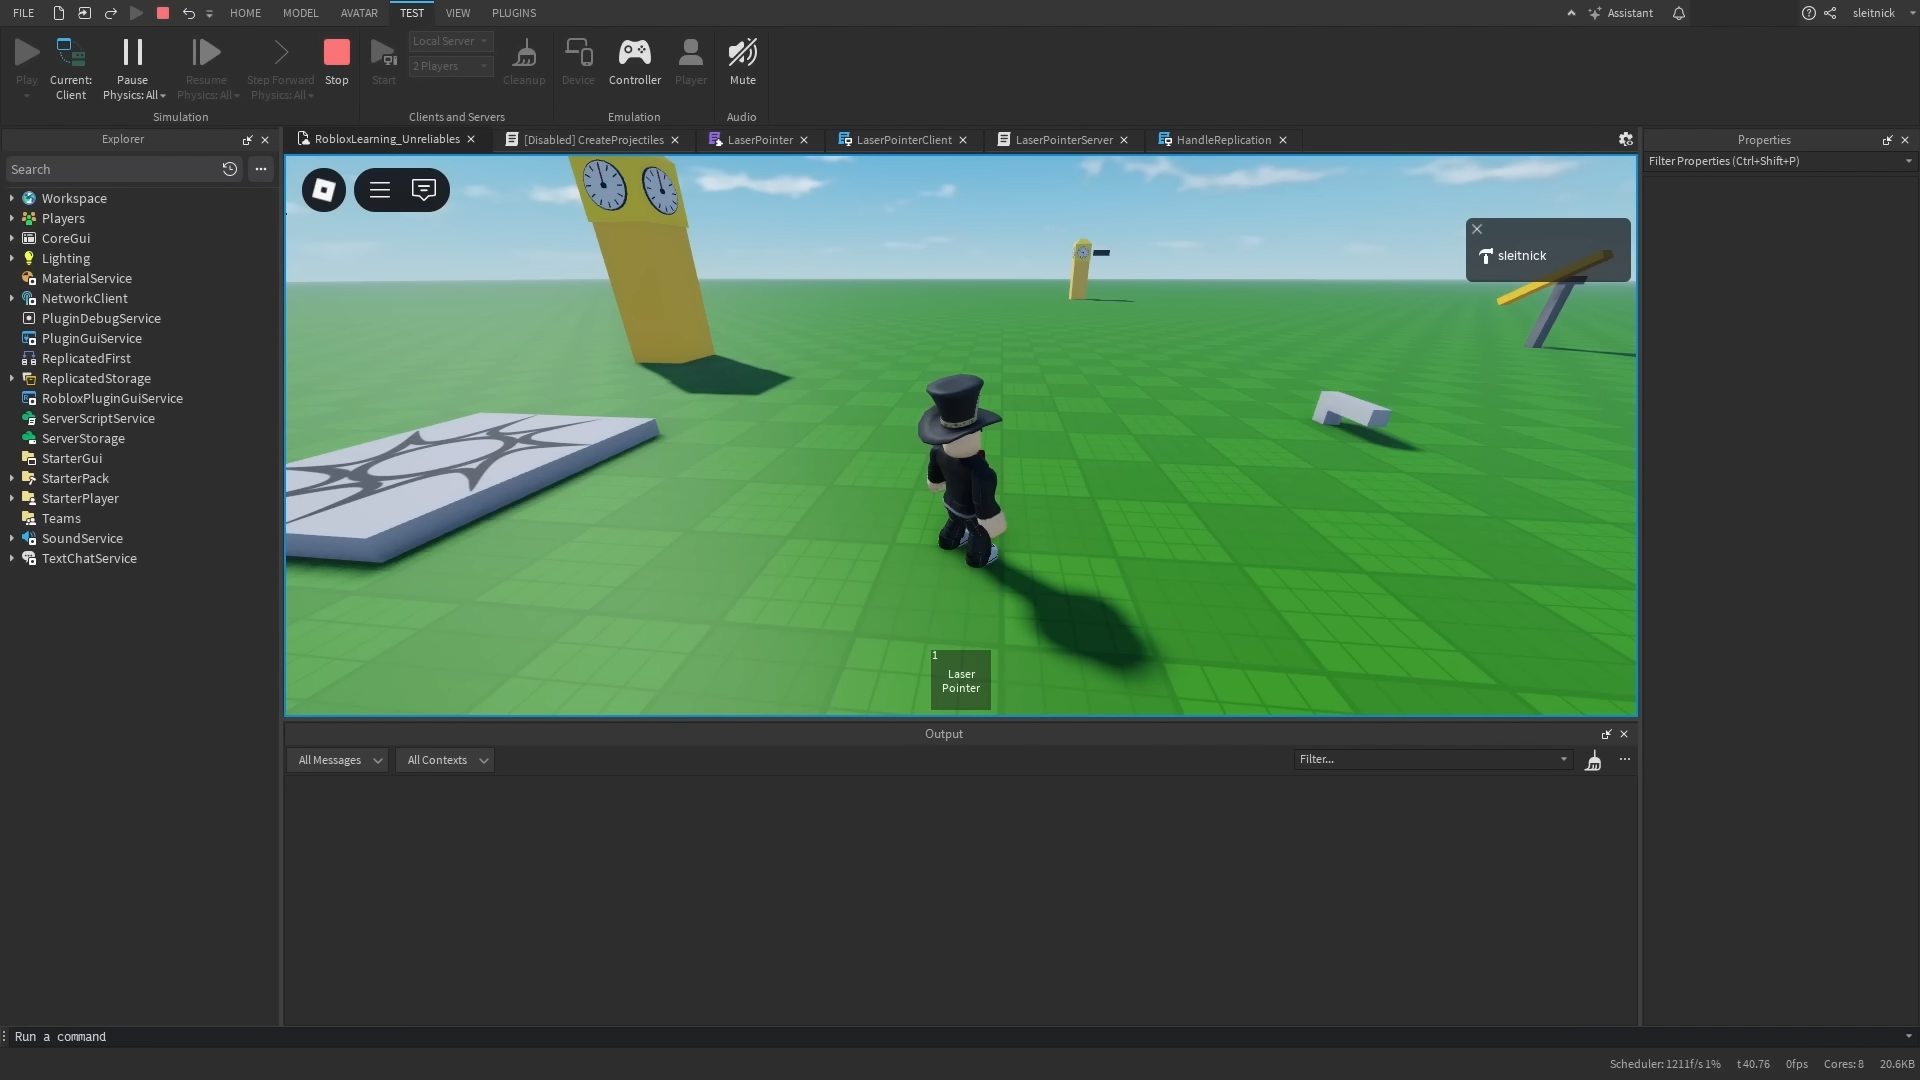 FILE
HOME
MODEL
AVATAR
TEST
VIEW
PLUGINS
Assistant
sleitnick
Play
Current:
Client
Pause
Physics: All
Resume
Physics: All
Step Forward
Physics: All
Stop
Simulation
Start
Local Server
2 Players
Cleanup
Clients and Servers
Device
Controller
Player
Emulation
Mute
Audio
Explorer
RobloxLearning_Unreliables
[Disabled] CreateProjectiles
LaserPointer
LaserPointerClient
LaserPointerServer
HandleReplication
Properties
Search
Filter Properties (Ctrl+Shift+P)
Workspace
Players
CoreGui
Lighting
MaterialService
NetworkClient
PluginDebugService
PluginGuiService
ReplicatedFirst
ReplicatedStorage
RobloxPluginGuiService
ServerScriptService
ServerStorage
StarterGui
StarterPack
StarterPlayer
Teams
SoundService
TextChatService
sleitnick
1
Laser
Pointer
Output
All Messages
All Contexts
Filter...
Run a command
Scheduler: 1211f/s 1%
t 40.76
0fps
Cores: 8
20.6KB